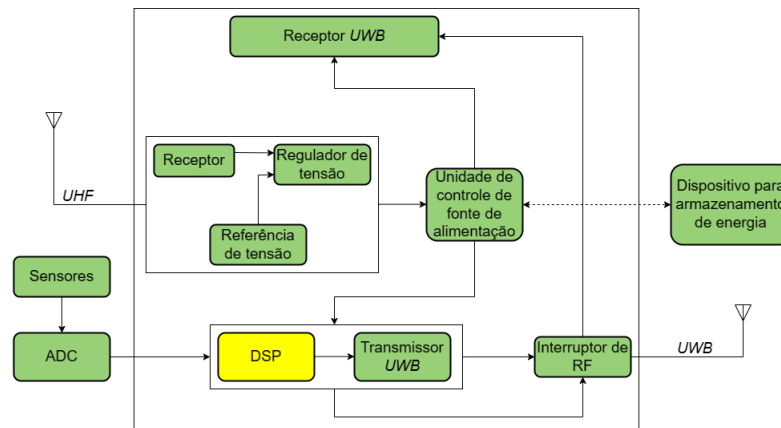 Receptor UWB
Receptor
Regulador de
tensão
UHF
Referência
de tensão
Unidade de
controle de
fonte de
alimentação
Dispositivo para
armazenamento
de energia
Sensores
ADC
DSP
Transmissor
UWB
Interruptor de
RF
UWB